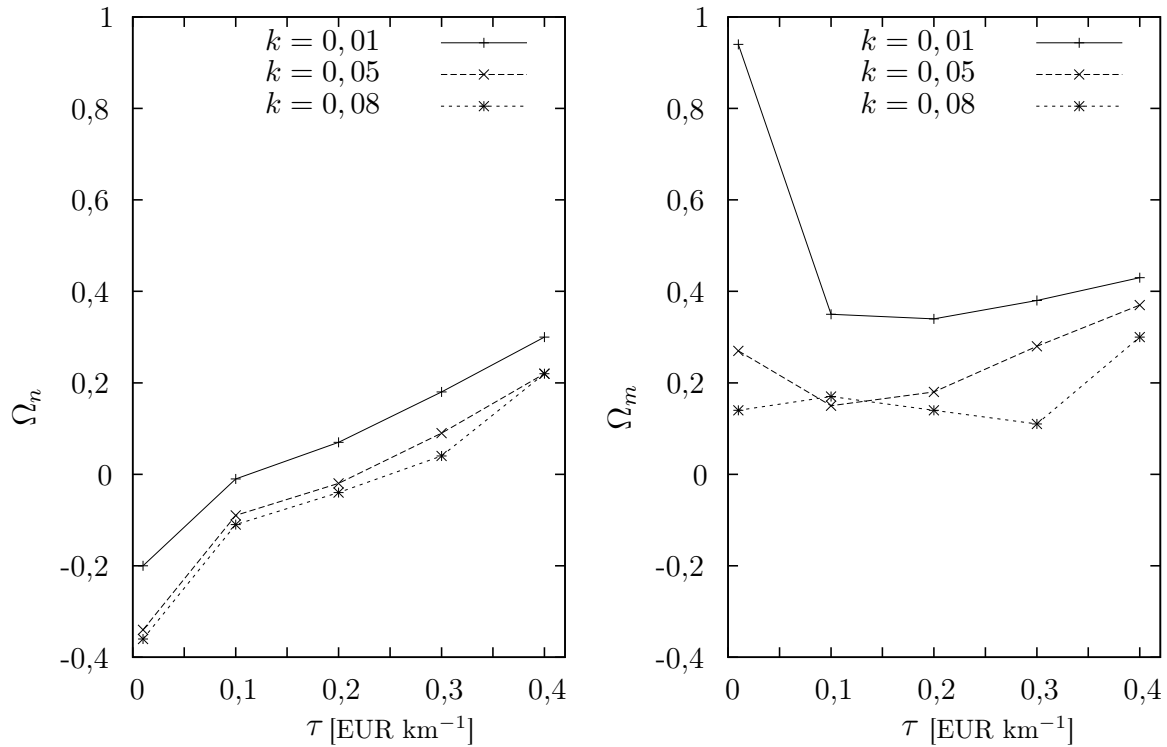 1
0,8
0,6
0,4
0,2
0
-0,2
-0,4
Ωn
k = 0, 01
k = 0, 05
k = 0, 08
0 0,1 0,2 0,3 0,4
τ [EUR km−1]
1
0,8
0,6
0,4
0,2
0
-0,2
-0,4
Ωm
k = 0, 01
k = 0, 05
k = 0, 08
0 0,1 0,2 0,3 0,4
τ [EUR km−1]